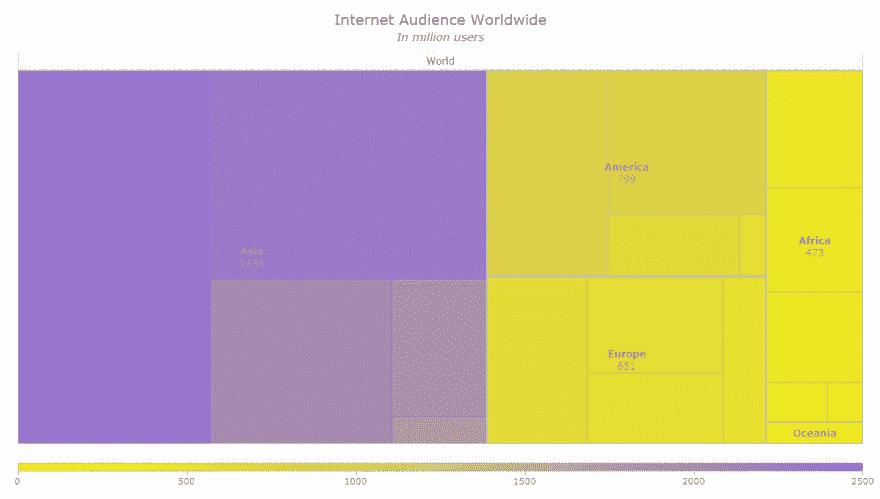 Internet Audience Worldwide
In million users
World
America
799
Asia
2436
Africa
473
Europe
651
Oceania
0 500 1000 1500 2000 2500